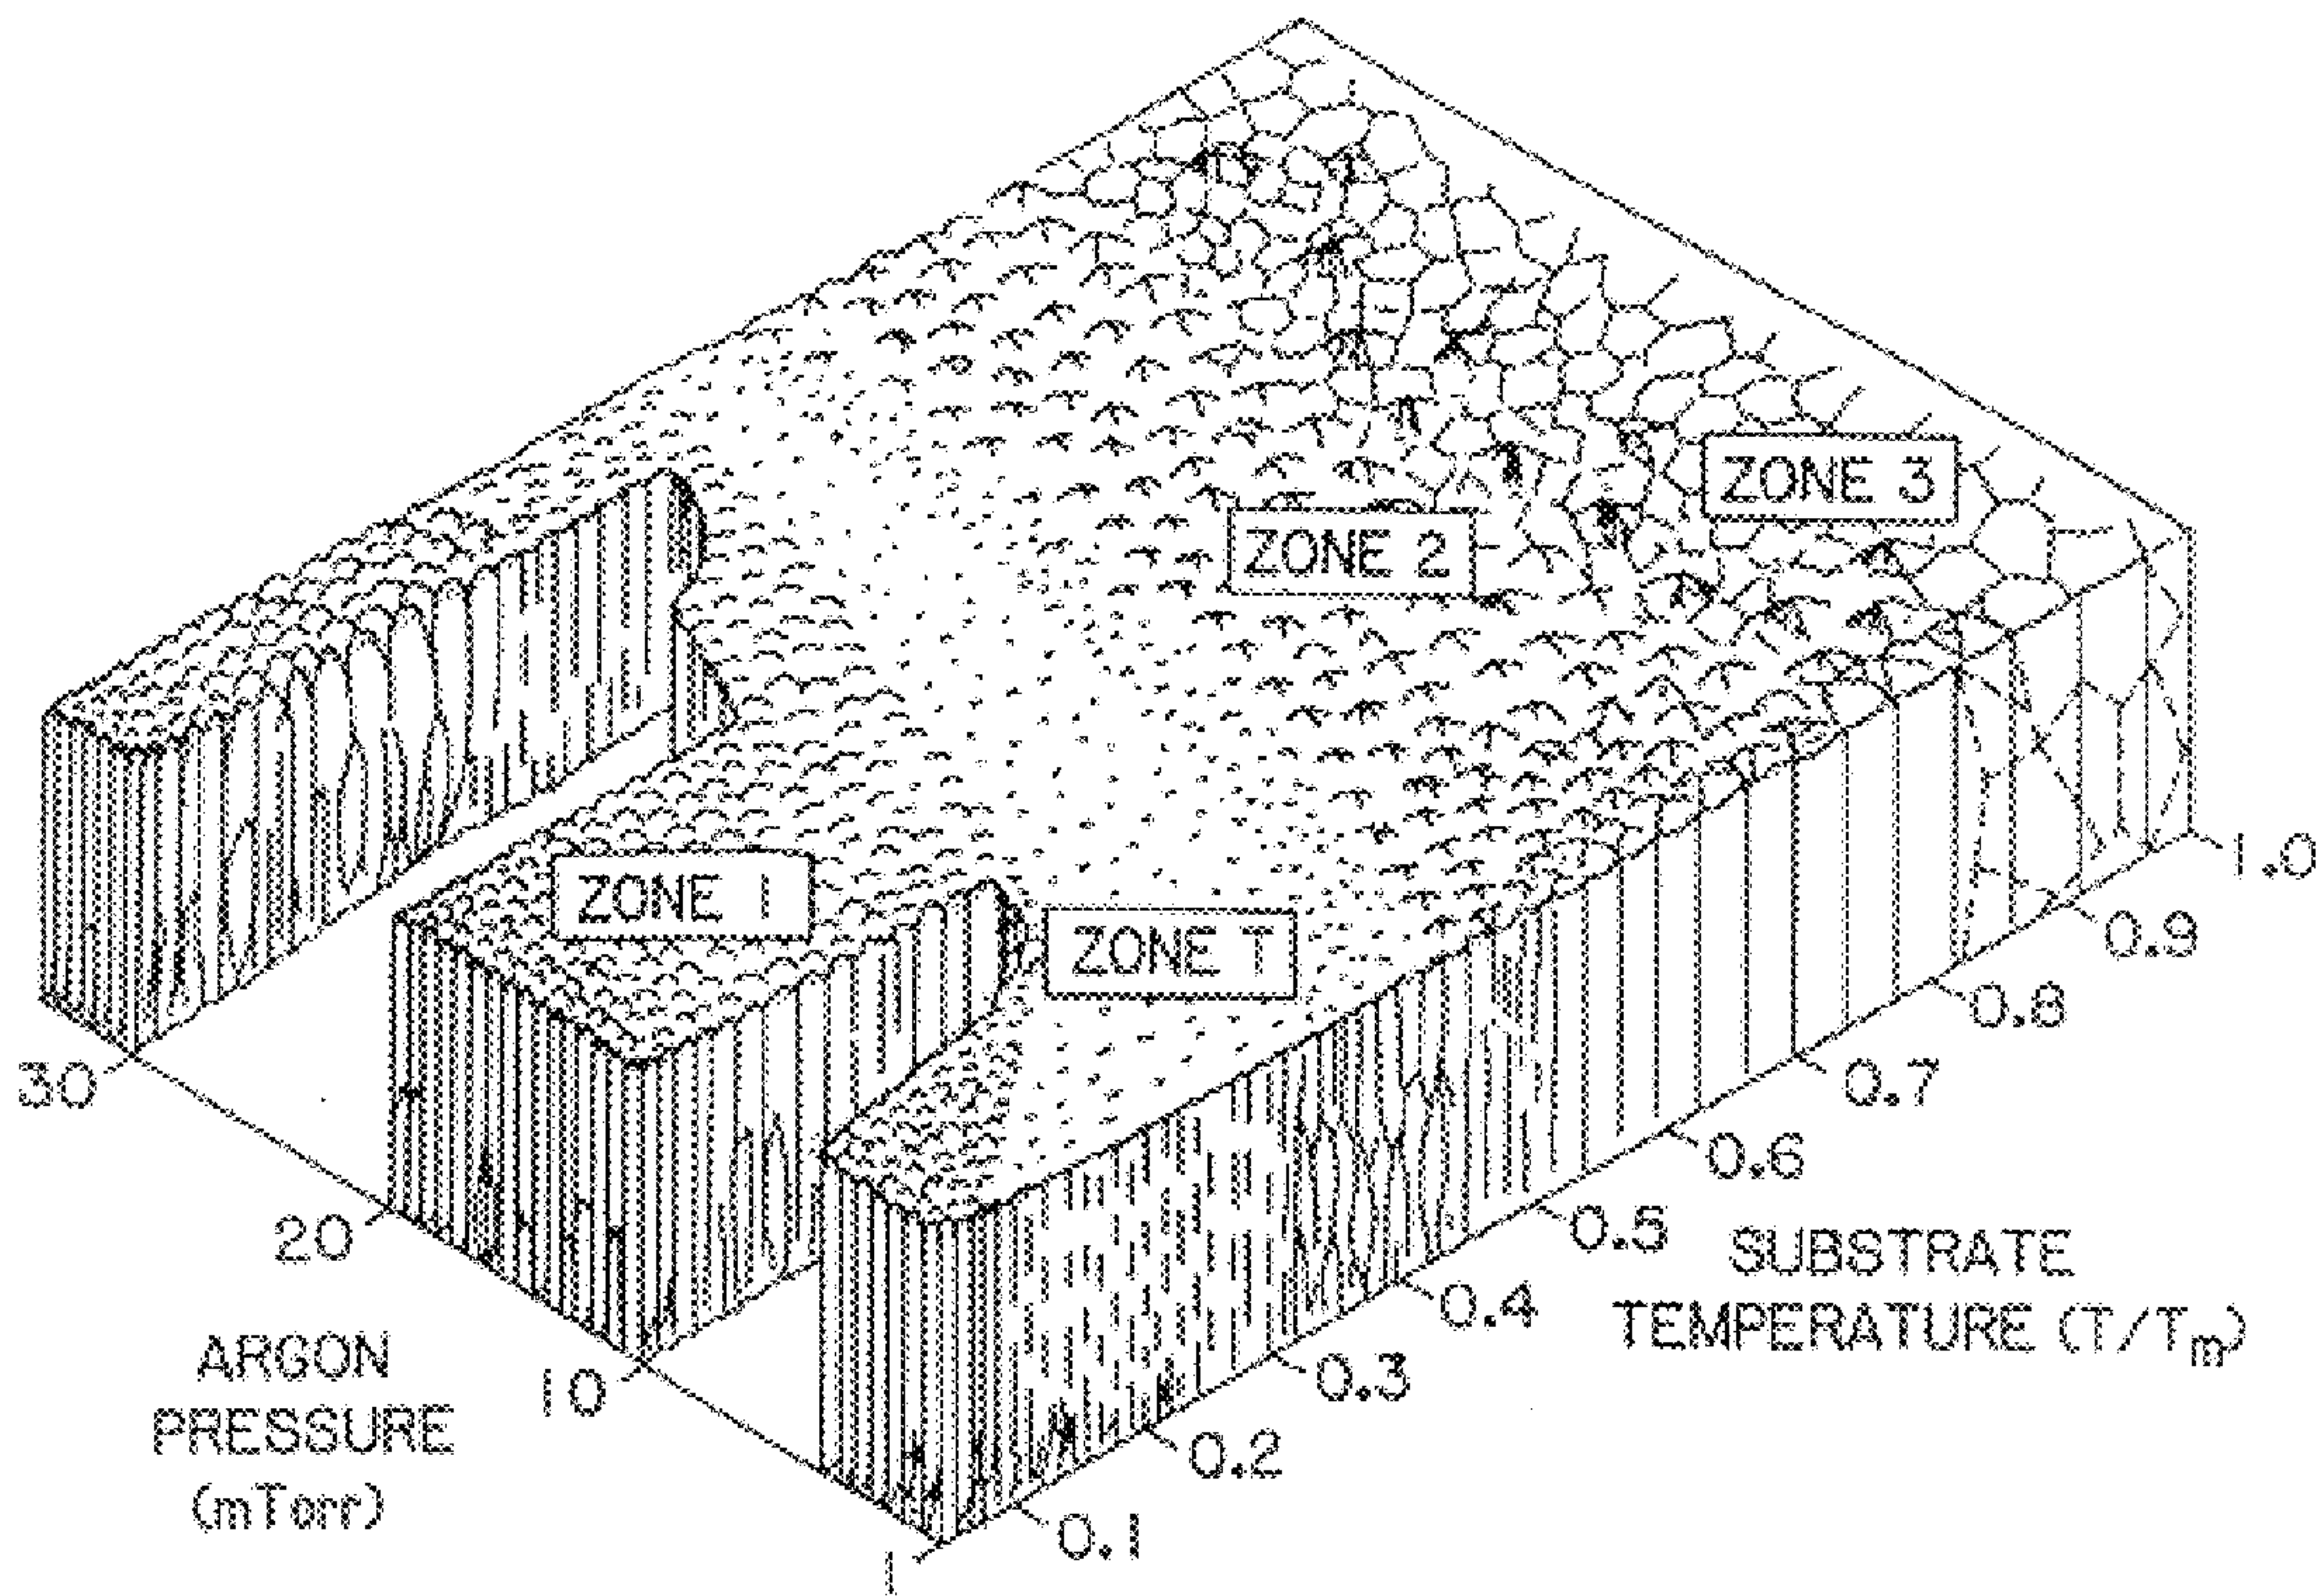 ZONE 3
ZONE 2
ZONE 1
ZONE T
1.0
0.9
0.8
0.7
0.6
0.5
0.4
0.3
0.2
0.1
SUBSTRATE
TEMPERATURE (T/Tm)
30
20
10
1
ARGON
PRESSURE
(mTorr)